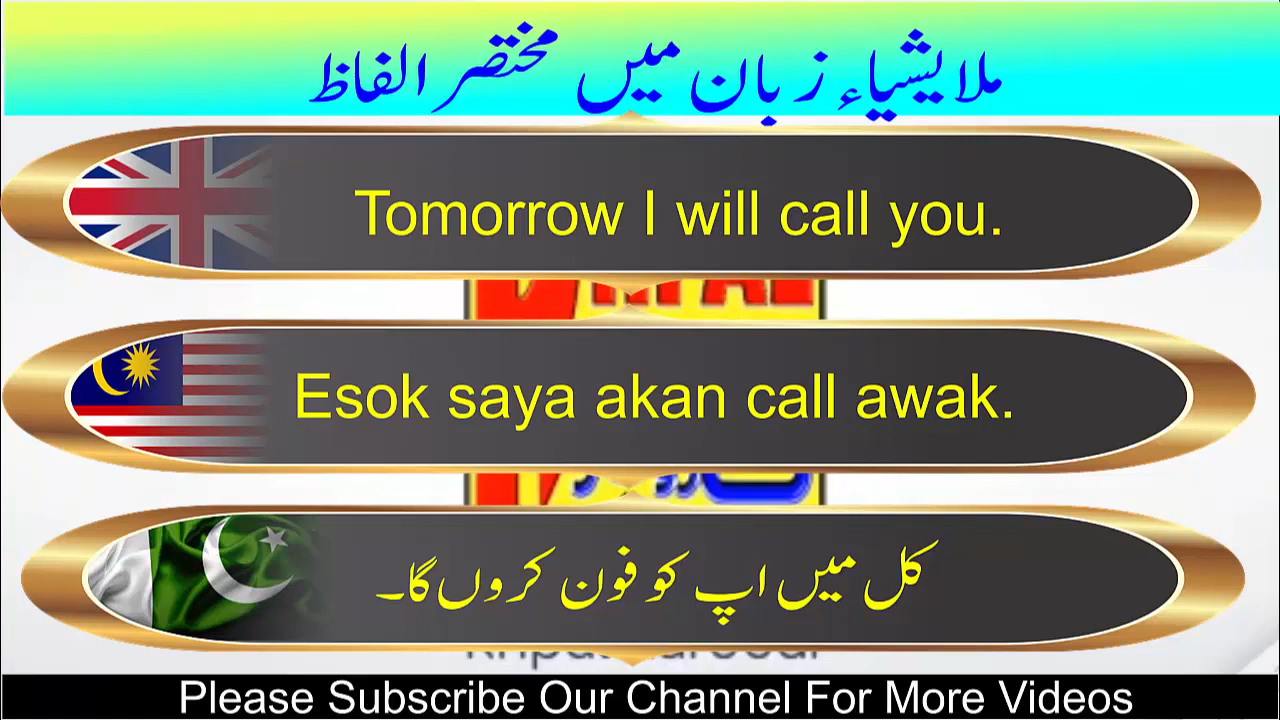 ملایشیاء زبان میں مختصر الفاظ
Tomorrow I will call you.
Esok saya akan call awak.
کل میں اپ کو فون کروں گا۔
Please Subscribe Our Channel For More Videos